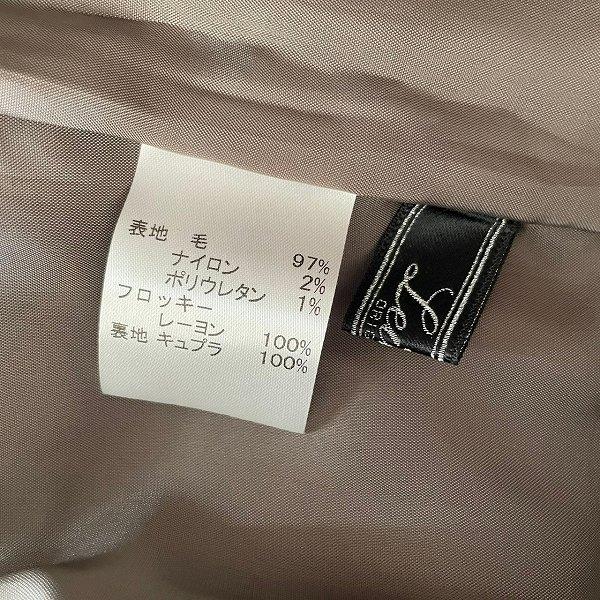 表地 毛 97%
ナイロン 2%
ポリウレタン 1%
フロッキー
レーヨン 100%
裏地 キュプラ 100%